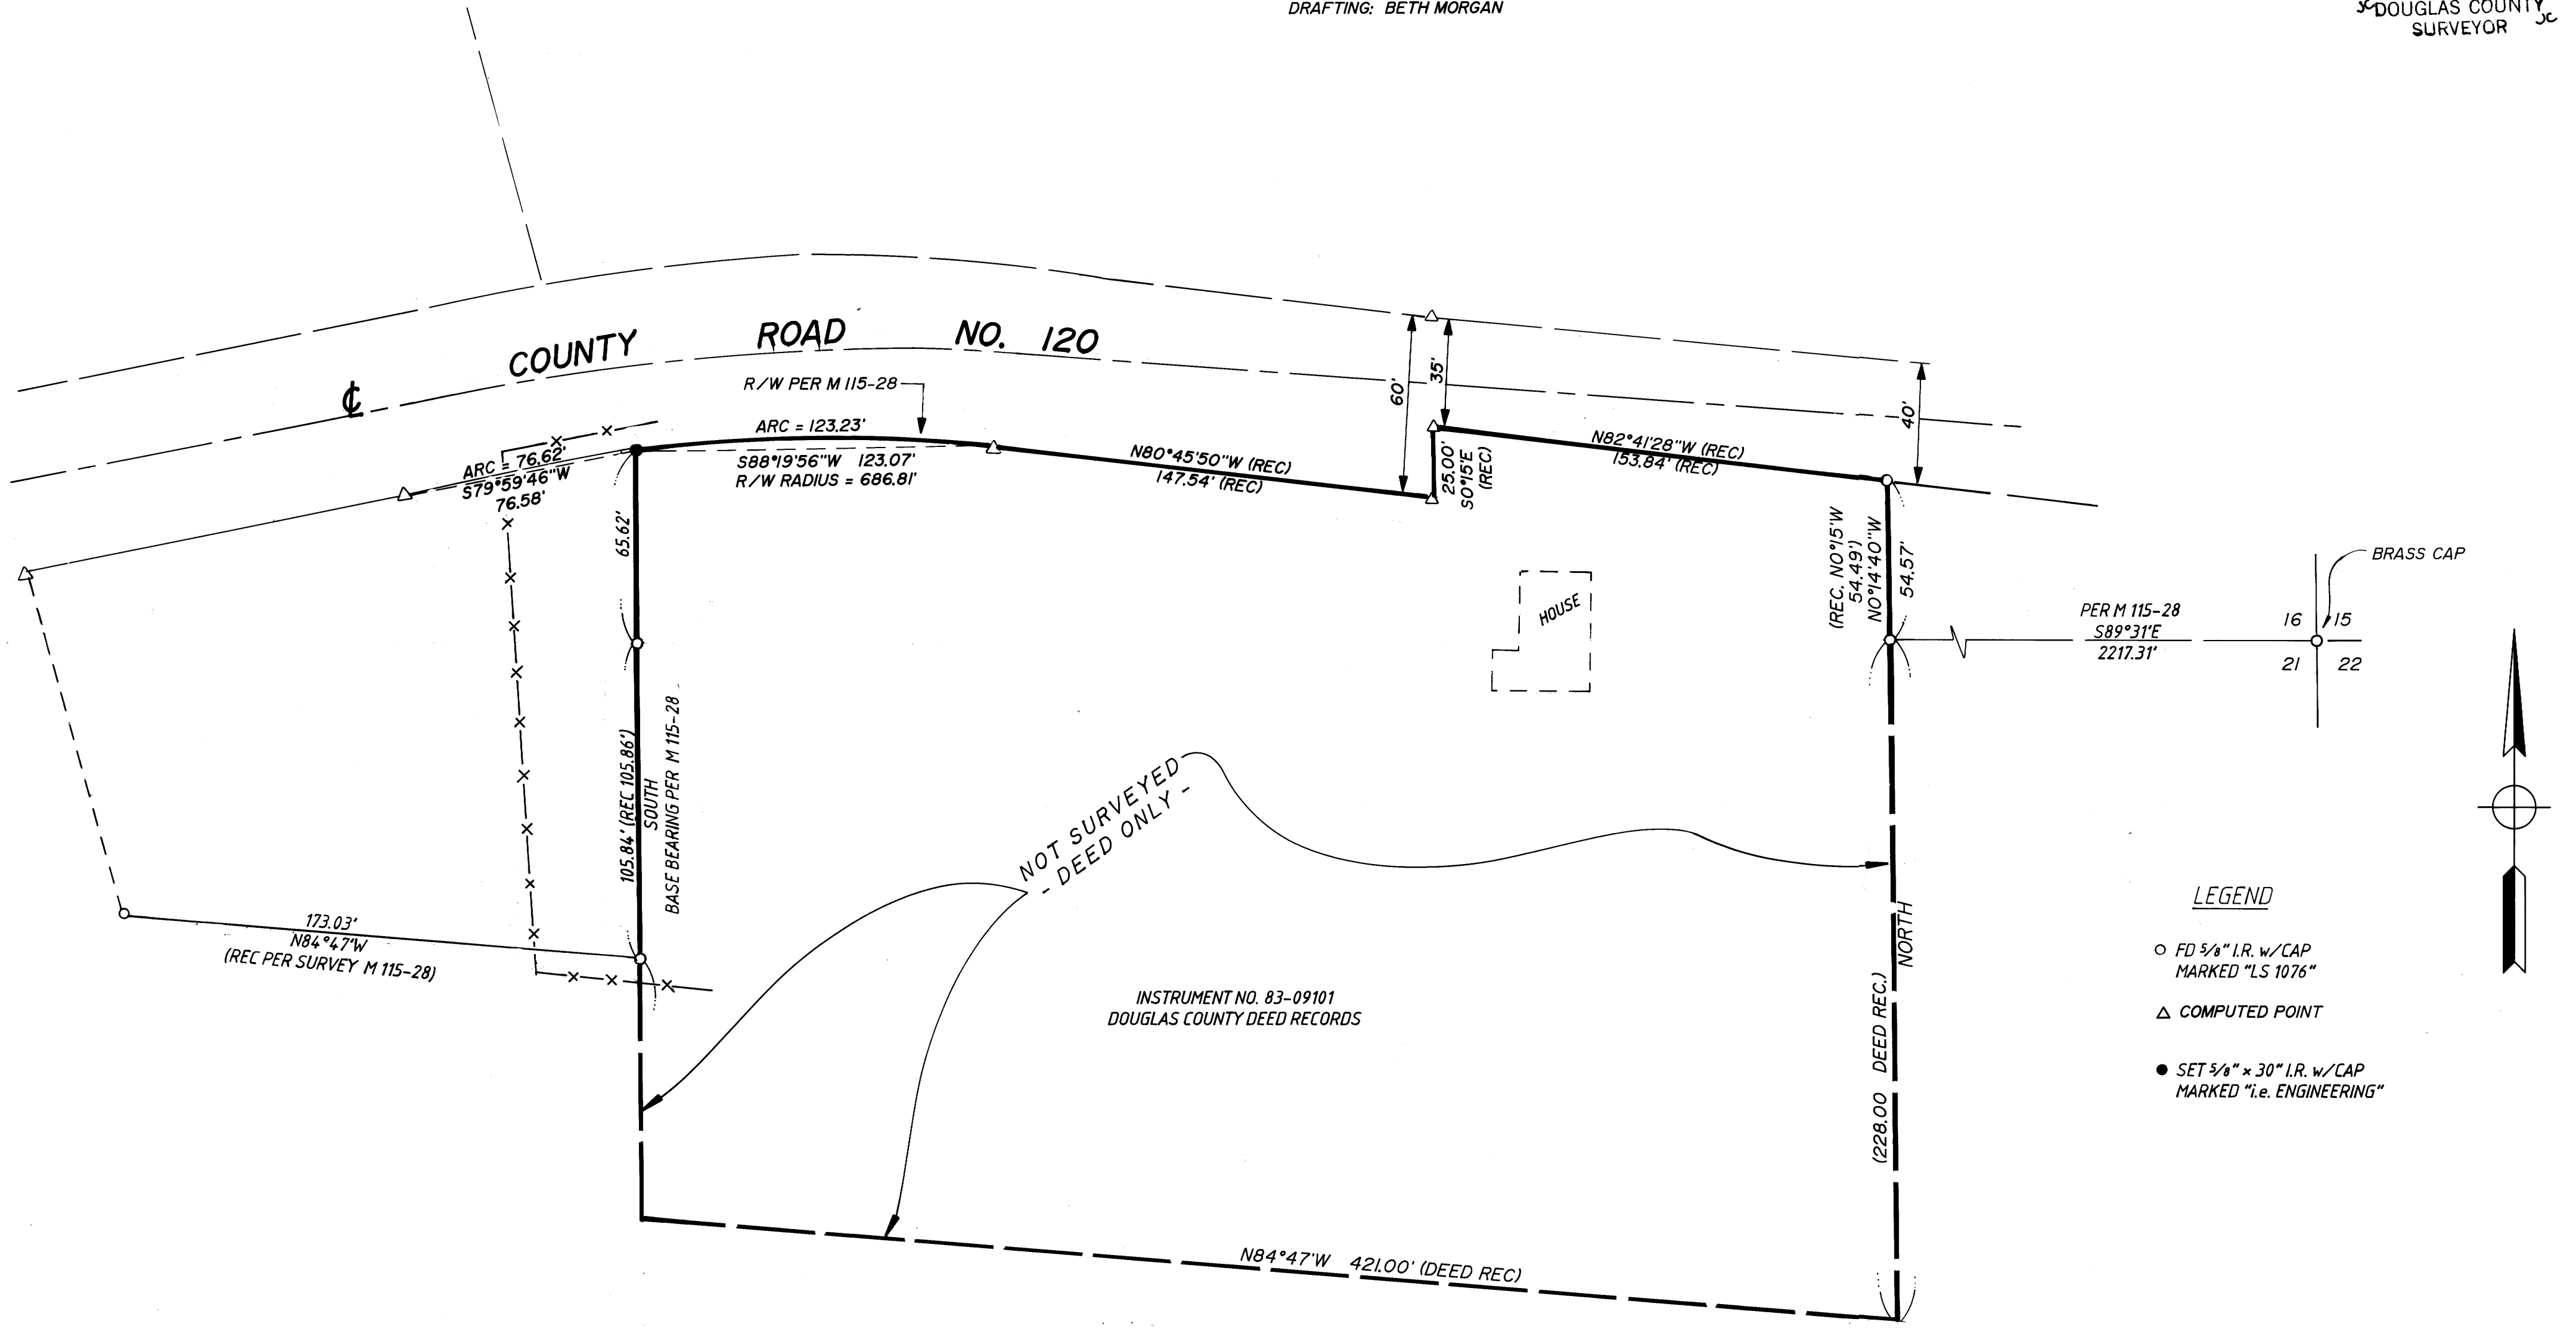 DRAFTING: BETH MORGAN
JC DOUGLAS COUNTY JC
SURVEYOR
COUNTY ROAD NO. 120
℄
R/W PER M 115-28
60'
35'
40'
ARC = 123.23'
S88°19'56"W 123.07'
R/W RADIUS = 686.81'
ARC = 76.62'
S79°59'46"W
76.58'
N80°45'50"W (REC)
147.54' (REC)
25.00'
S0°15'E
(REC)
N82°41'28"W (REC)
153.84' (REC)
65.62'
(REC. N0°15'W
54.49')
N0°14'40"W
54.57'
HOUSE
BRASS CAP
PER M 115-28
S89°31'E
2217.31'
16 15
21 22
105.84' (REC 105.86')
SOUTH
BASE BEARING PER M 115-28
NOT SURVEYED
- DEED ONLY -
173.03'
N84°47'W
(REC PER SURVEY M 115-28)
INSTRUMENT NO. 83-09101
DOUGLAS COUNTY DEED RECORDS
NORTH
(228.00 DEED REC.)
N84°47'W 421.00' (DEED REC)
LEGEND
FD 5/8" I.R. w/CAP
MARKED "LS 1076"
COMPUTED POINT
SET 5/8" x 30" I.R. w/CAP
MARKED "i.e. ENGINEERING"